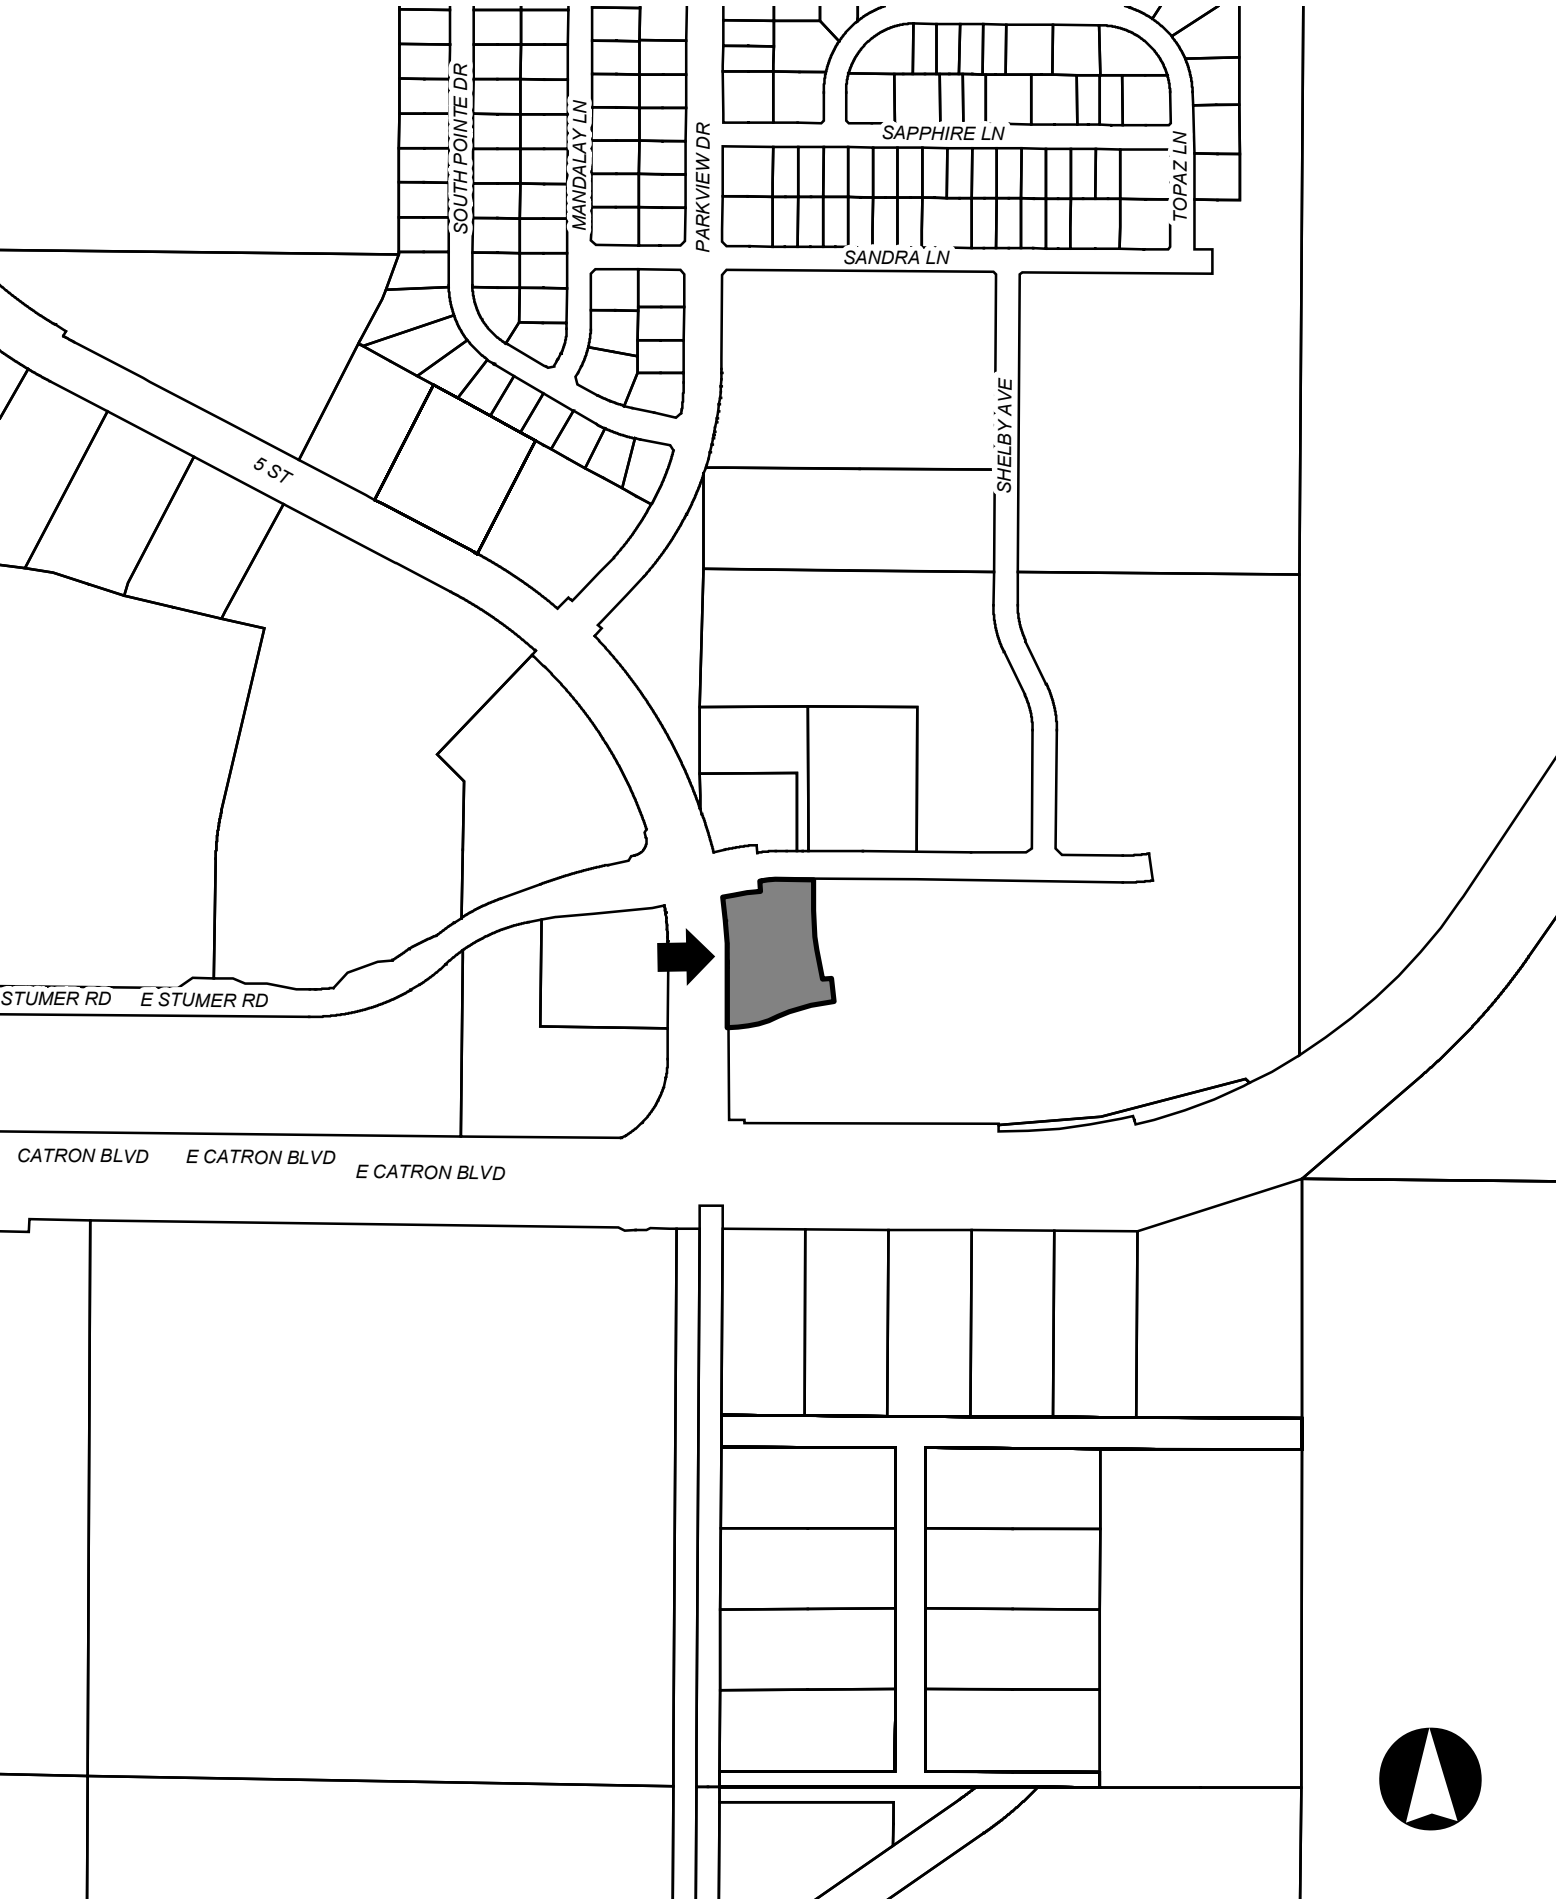 SOUTH POINTE DR
MANDALAY LN
PARKVIEW DR
SAPPHIRE LN
TOPAZ LN
SANDRA LN
SHELBY AVE
5 ST
STUMER RD
E STUMER RD
CATRON BLVD
E CATRON BLVD
E CATRON BLVD